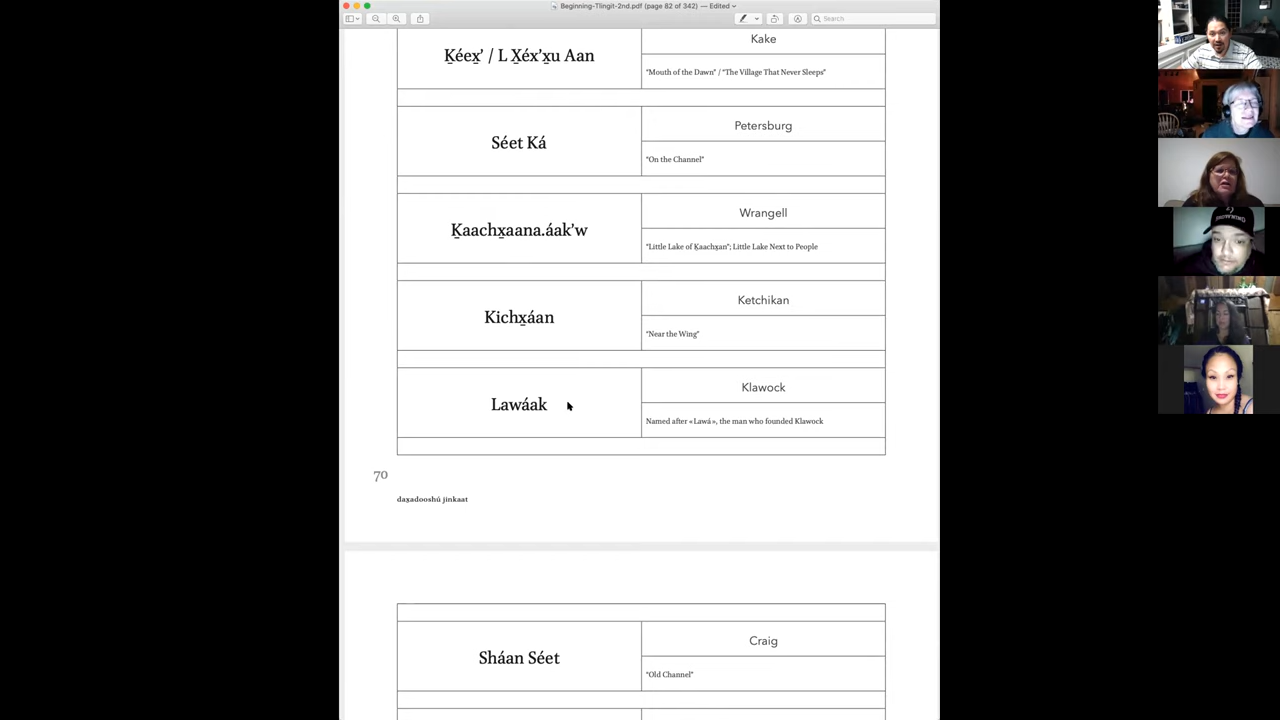 Beginning-Tlingit-2nd.pdf (page 82 of 342) — Edited
Search
Ḵéex̱’ / L X̱éx’x̱u Aan
Kake
"Mouth of the Dawn" / "The Village That Never Sleeps"
Séet Ká
Petersburg
"On the Channel"
Ḵaachx̱aana.áak’w
Wrangell
"Little Lake of Ḵaachx̱an"; Little Lake Next to People
Kichx̱áan
Ketchikan
"Near the Wing"
Lawáak
Klawock
Named after «Lawá», the man who founded Klawock
70
dax̱adooshú jinkaat
Sháan Séet
Craig
"Old Channel"
BROWNING